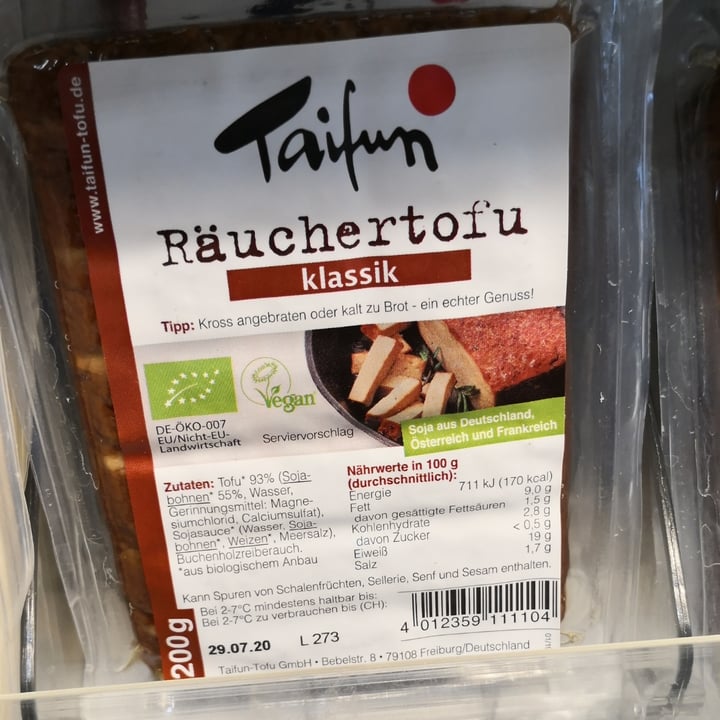 www.taifun-tofu.de
Taifun
Räuchertofu
klassik
Tipp: Kross angebraten oder kalt zu Brot - ein echter Genuss!
DE-ÖKO-007
EU/Nicht-EU-
Landwirtschaft
Vegan
Serviervorschlag
Soja aus Deutschland,
Österreich und Frankreich
Zutaten: Tofu* 93% (Soja-
bohnen* 55%, Wasser,
Gerinnungsmittel: Magne-
siumchlorid, Calciumsulfat),
Sojasauce* (Wasser, Soja-
bohnen*, Weizen*, Meersalz),
Buchenholzreiberauch.
*aus biologischem Anbau
Nährwerte in 100 g
(durchschnittlich):
Energie 711 kJ (170 kcal)
Fett 9,0 g
davon gesättigte Fettsäuren 1,5 g
Kohlenhydrate 2,8 g
davon Zucker < 0,5 g
Eiweiß 19 g
Salz 1,7 g
Kann Spuren von Schalenfrüchten, Sellerie, Senf und Sesam enthalten.
Bei 2-7°C mindestens haltbar bis:
Bei 2-7°C zu verbrauchen bis (CH):
29.07.20 L 273
4 012359 111104
200g
Taifun-Tofu GmbH • Bebelstr. 8 • 79108 Freiburg/Deutschland